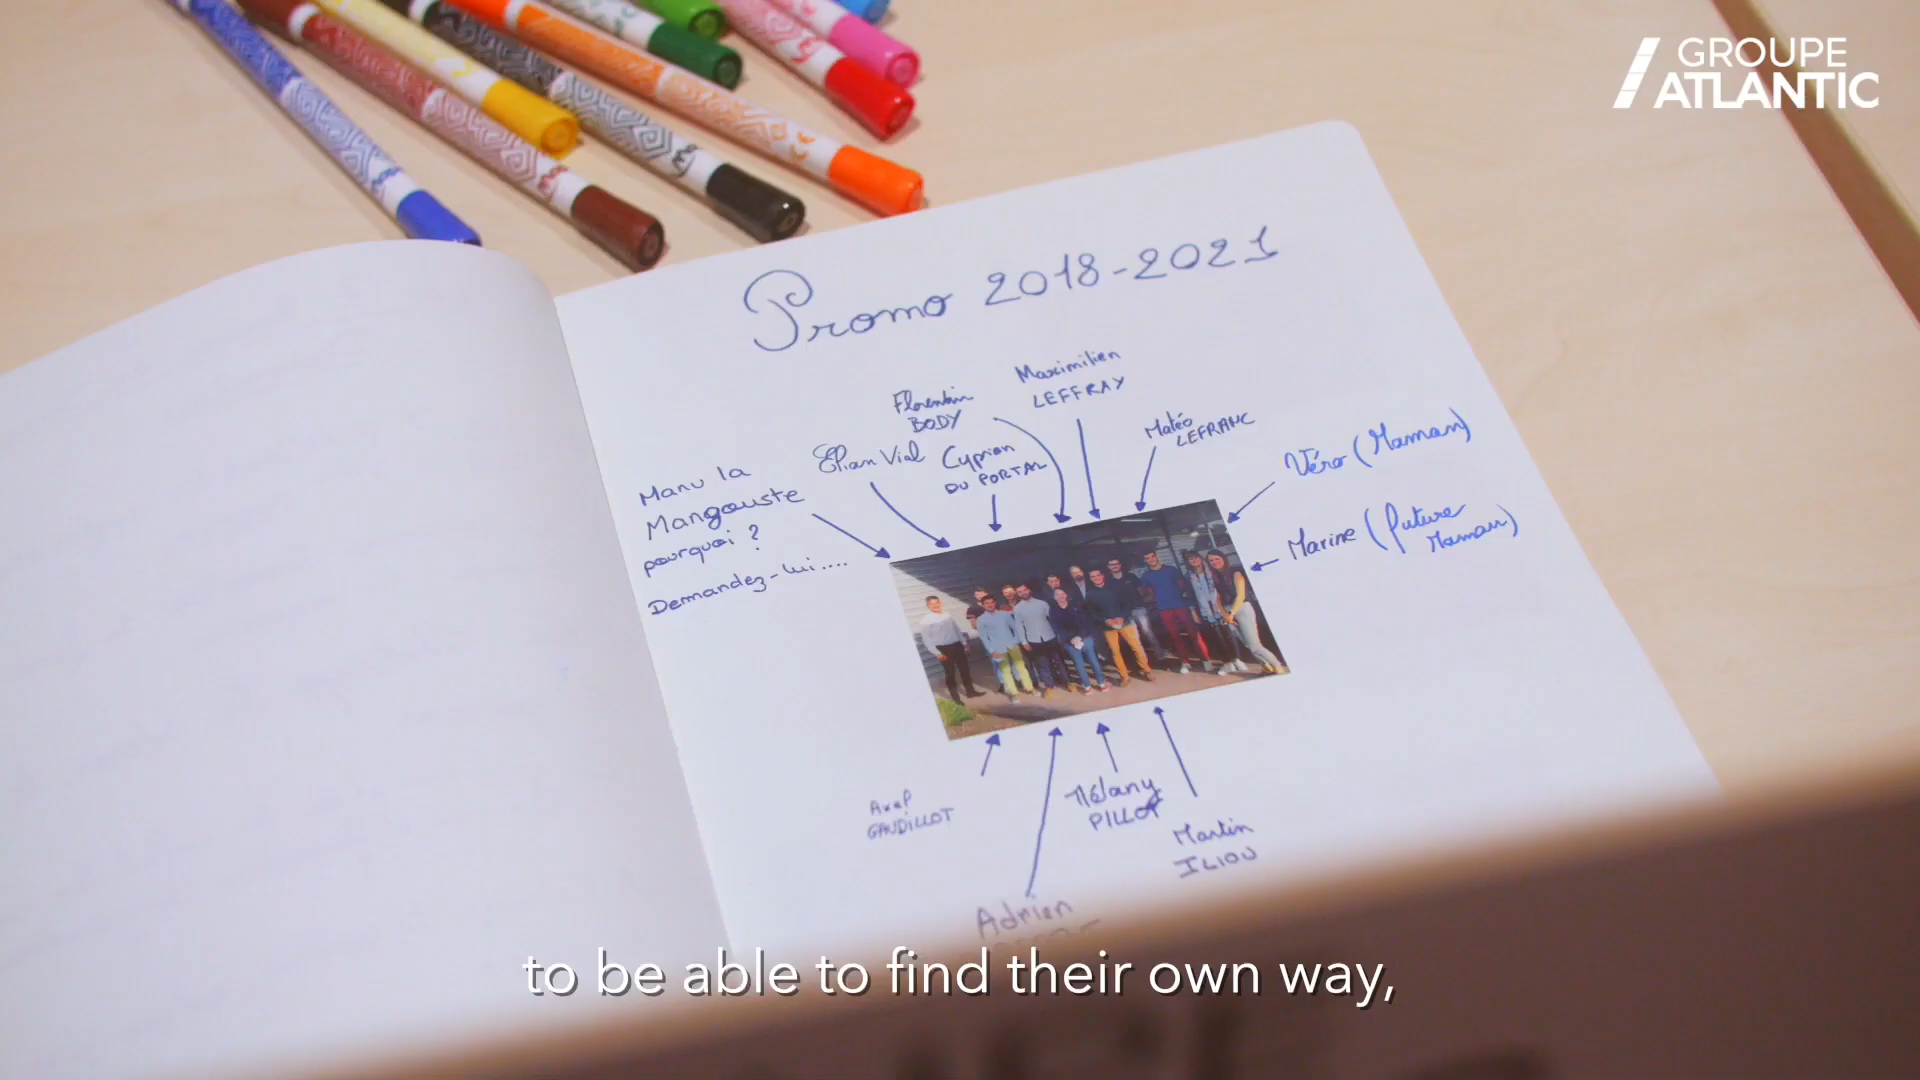 GROUPE
ATLANTIC
Promo 2018-2021
Maximilien
LEFFRAY
Florentin
BODY
Matéo
LEFRANC
Elian Vial
Cyprien
DU PORTAL
Véro (Maman)
Manu la
Mangouste
pourquoi ?
Demandez-lui....
Marine (future
Maman)
Axel
GAUDILLOT
Mélany
PILLOT
Martin
ILIOU
Adrien
to be able to find their own way,